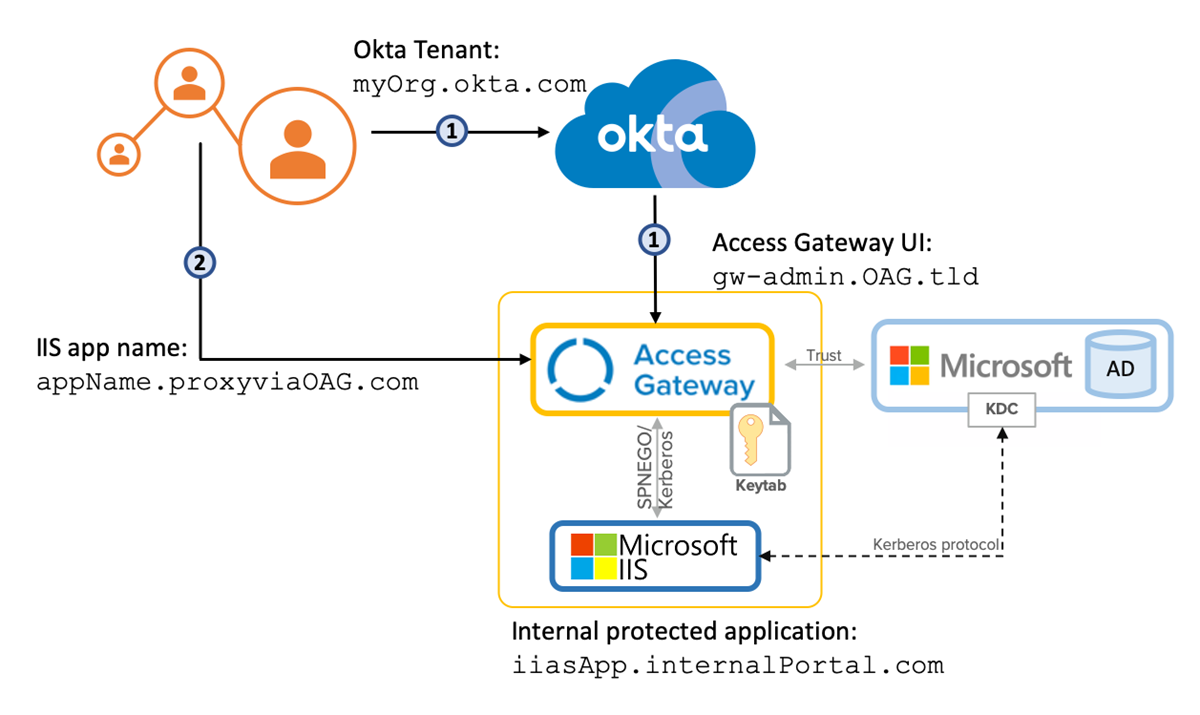 Okta Tenant:
myOrg.okta.com
1
okta
1
Access Gateway UI:
gw-admin.OAG.tld
2
IIS app name:
appName.proxyviaOAG.com
Access
Gateway
Trust
Microsoft
AD
KDC
SPNEGO/
Kerberos
Keytab
Microsoft
IIS
Kerberos protocol
Internal protected application:
iiasApp.internalPortal.com